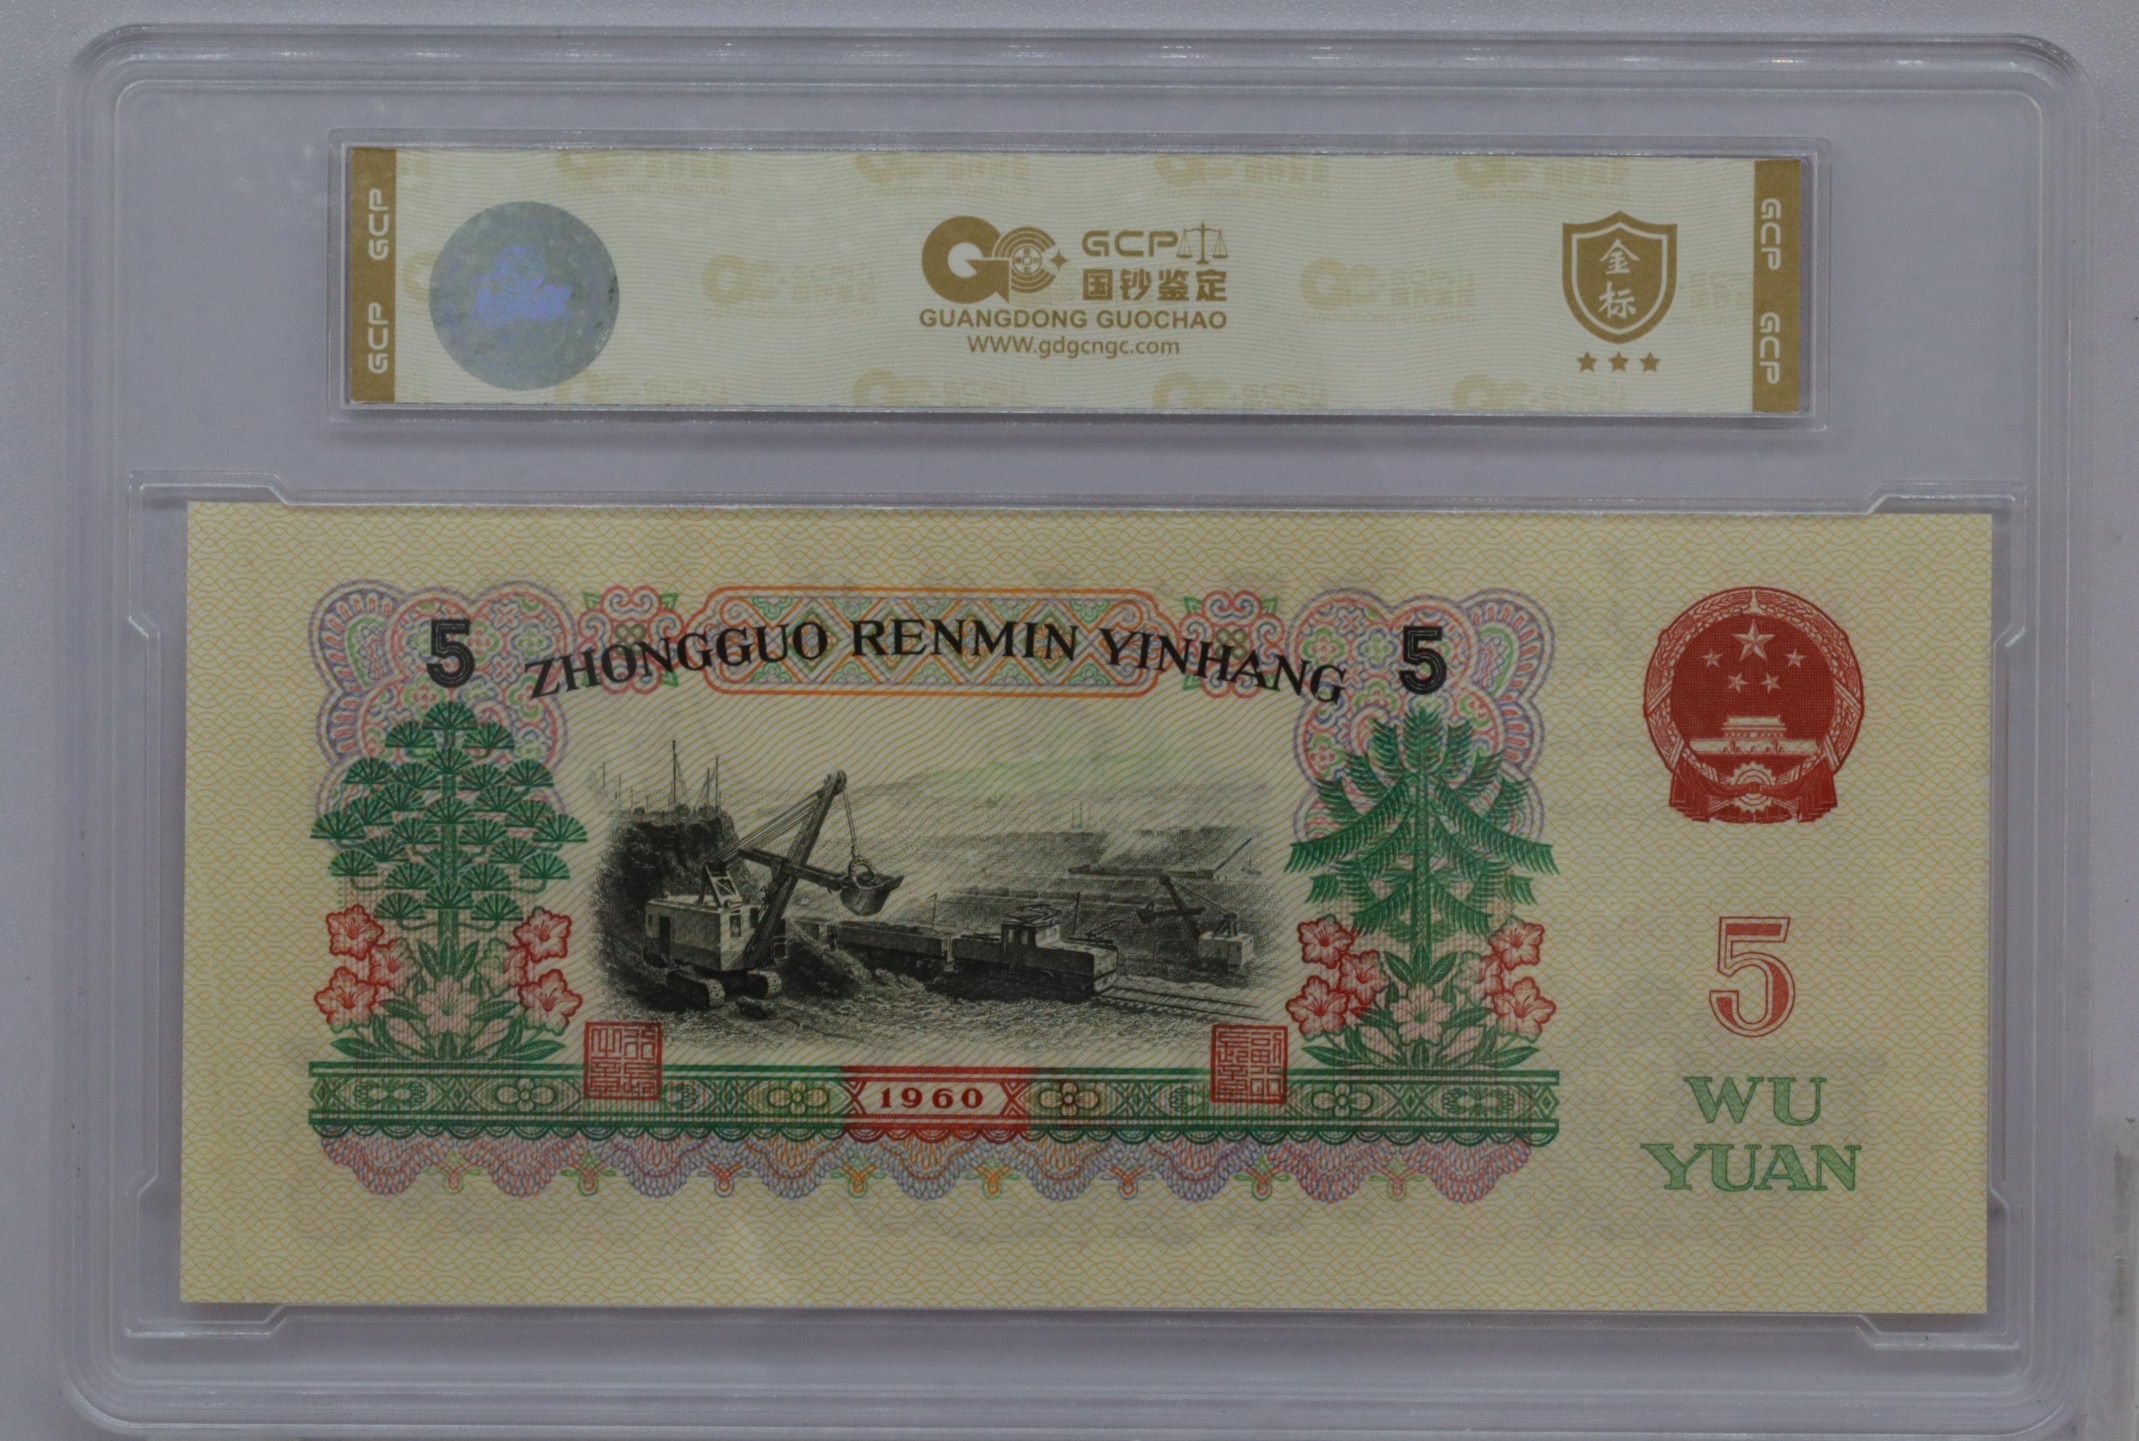 GCP GCP
GCP
国钞鉴定
GUANGDONG GUOCHAO
WWW.gdgcngc.com
金
标
GCP GCP
5 ZHONGGUO RENMIN YINHANG 5
1960
5
WU
YUAN